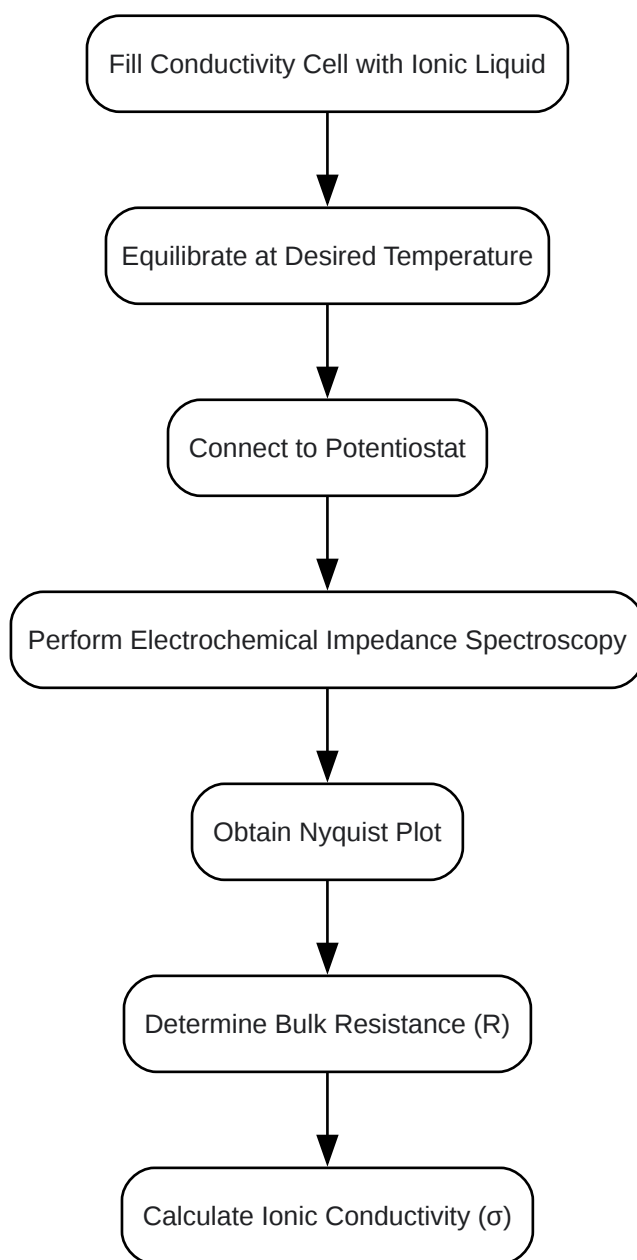 Fill Conductivity Cell with Ionic Liquid
Equilibrate at Desired Temperature
Connect to Potentiostat
Perform Electrochemical Impedance Spectroscopy
Obtain Nyquist Plot
Determine Bulk Resistance (R)
Calculate Ionic Conductivity (σ)